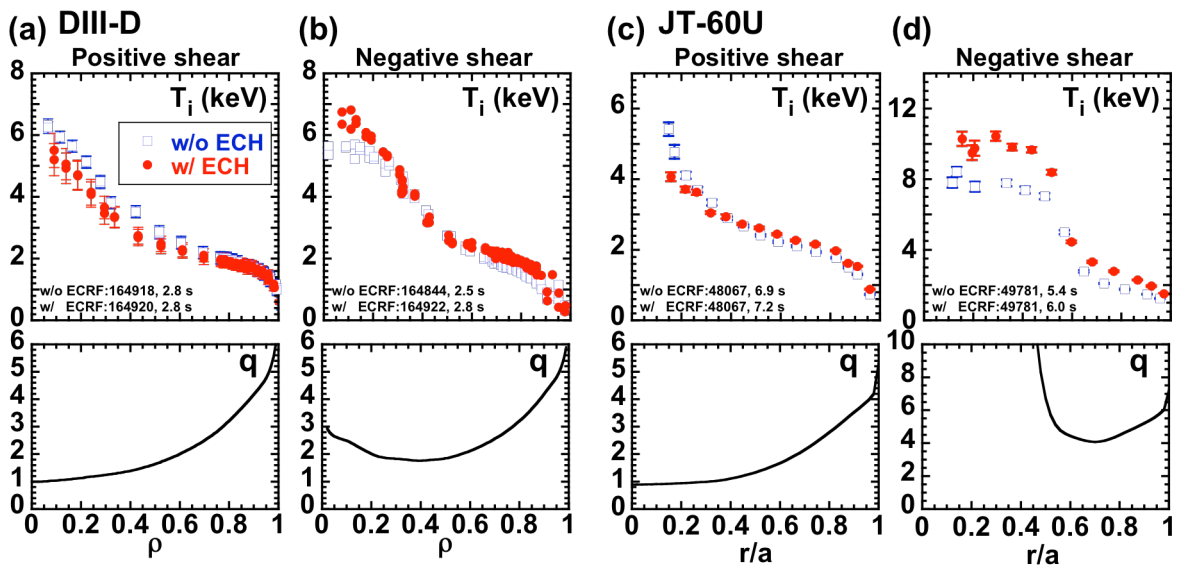 (a) DIII-D
Positive shear
8
6
4
2
0
T i (keV)
w/o ECH
w/ ECH
w/o ECRF:164918, 2.8 s
w/ ECRF:164920, 2.8 s
6
5
4
3
2
1
0
q
0 0.2 0.4 0.6 0.8 1
ρ
(b)
Negative shear
8
6
4
2
0
T i (keV)
w/o ECRF:164844, 2.5 s
w/ ECRF:164922, 2.8 s
6
5
4
3
2
1
0
q
0 0.2 0.4 0.6 0.8 1
ρ
(c) JT-60U
Positive shear
6
4
2
0
T i (keV)
w/o ECRF:48067, 6.9 s
w/ ECRF:48067, 7.2 s
6
5
4
3
2
1
0
q
0 0.2 0.4 0.6 0.8 1
r/a
(d)
Negative shear
12
8
4
0
T i (keV)
w/o ECRF:49781, 5.4 s
w/ ECRF:49781, 6.0 s
10
8
6
4
2
0
q
0 0.2 0.4 0.6 0.8 1
r/a